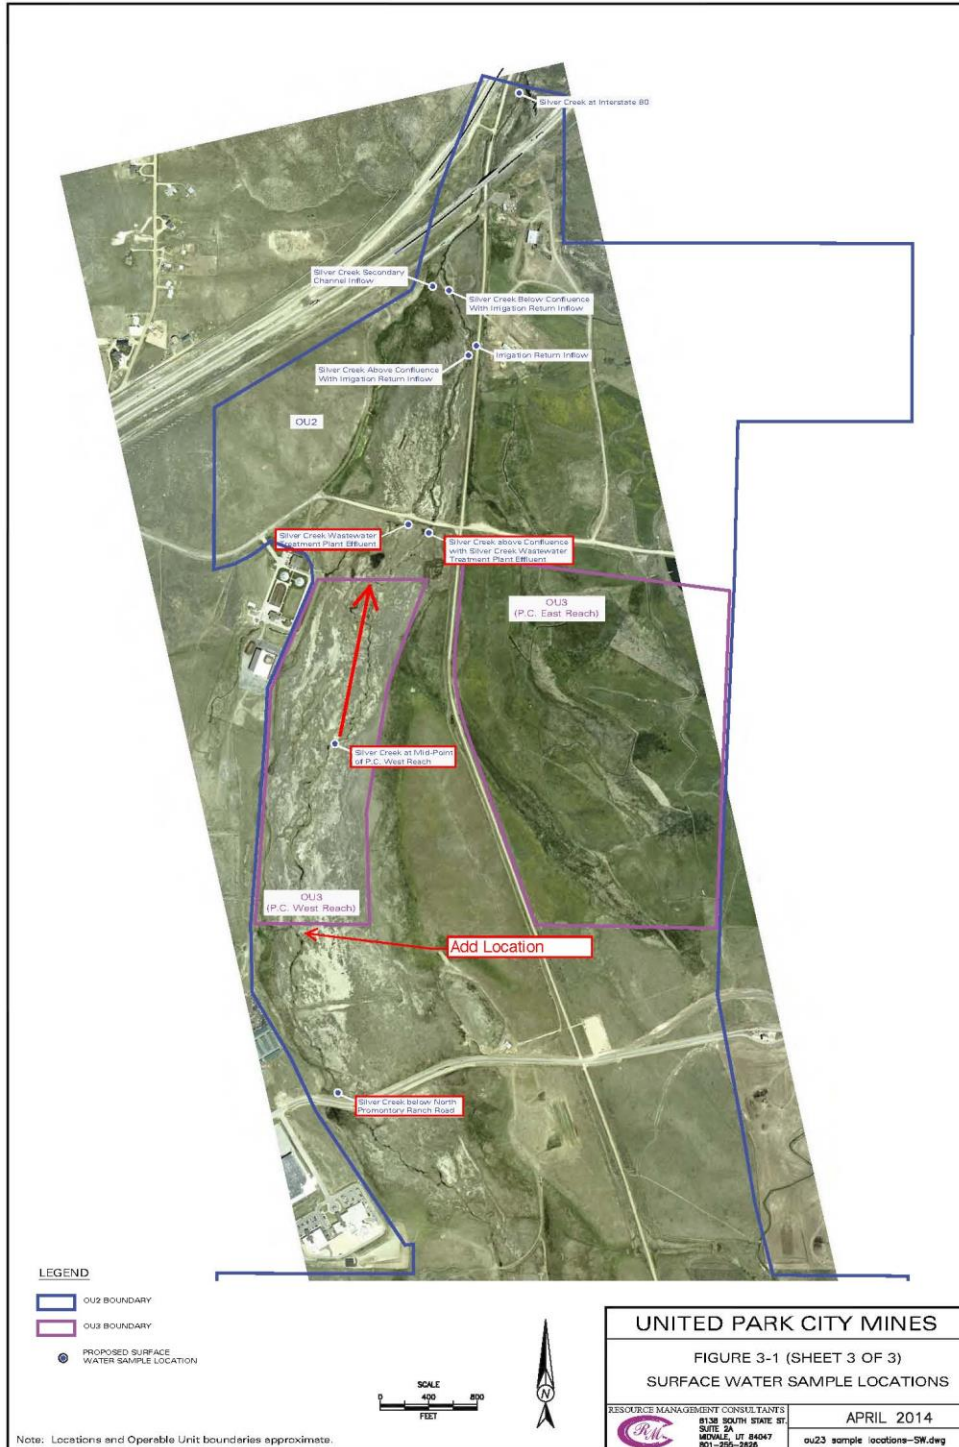 Silver Creek at Interstate 80
Silver Creek Secondary
Channel Inflow
Silver Creek Below Confluence
With Irrigation Return Inflow
Irrigation Return Inflow
Silver Creek Above Confluence
With Irrigation Return Inflow
OU2
Silver Creek Wastewater
Treatment Plant Effluent
Silver Creek above Confluence
with Silver Creek Wastewater
Treatment Plant Effluent
OU3
(P.C. East Reach)
Silver Creek at Mid-Point
of P.C. West Reach
OU3
(P.C. West Reach)
Add Location
Silver Creek below North
Promontory Ranch Road
LEGEND
OU2 BOUNDARY
OU3 BOUNDARY
PROPOSED SURFACE
WATER SAMPLE LOCATION
SCALE
0 400 800
FEET
N
Note: Locations and Operable Unit boundaries approximate.
UNITED PARK CITY MINES
FIGURE 3-1 (SHEET 3 OF 3)
SURFACE WATER SAMPLE LOCATIONS
RESOURCE MANAGEMENT CONSULTANTS
RMC
8138 SOUTH STATE ST.
SUITE 2A
MIDVALE, UT 84047
801-255-2626
APRIL 2014
ou23 sample locations-SW.dwg